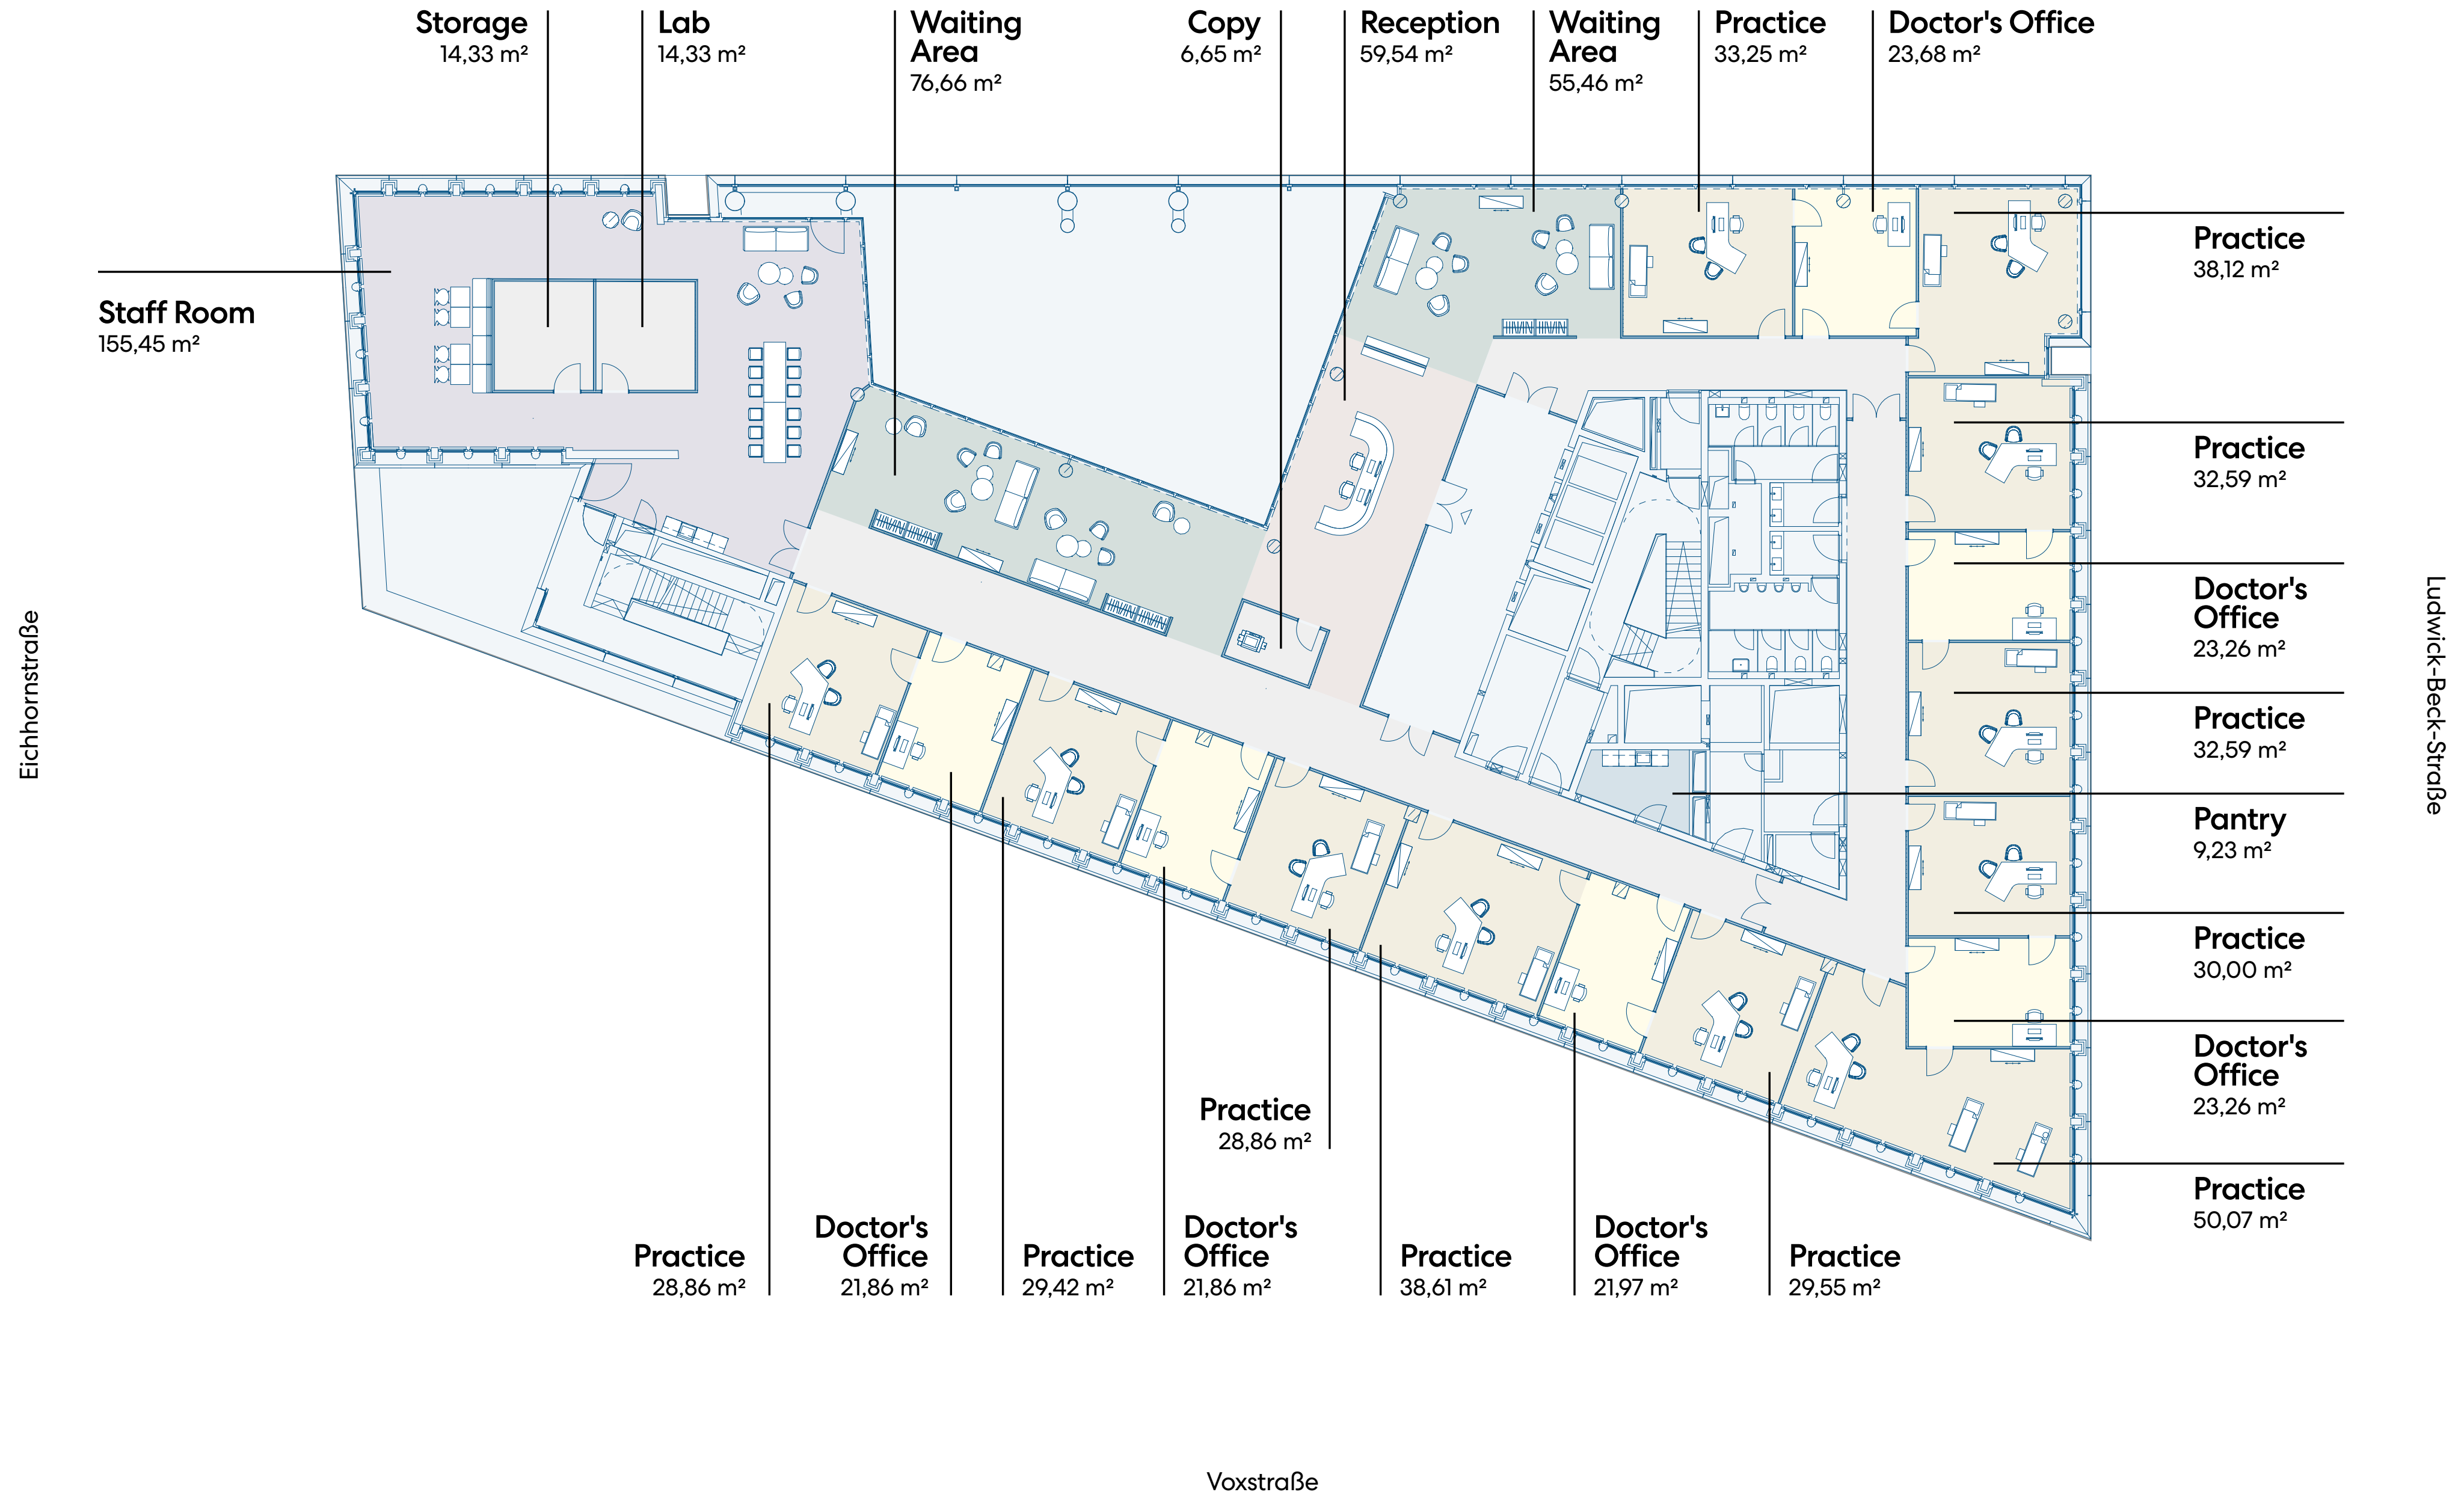 Storage
14,33 m²
Lab
14,33 m²
Waiting
Area
76,66 m²
Copy
6,65 m²
Reception
59,54 m²
Waiting
Area
55,46 m²
Practice
33,25 m²
Doctor's Office
23,68 m²
Staff Room
155,45 m²
Practice
38,12 m²
Practice
32,59 m²
Doctor's
Office
23,26 m²
Practice
32,59 m²
Pantry
9,23 m²
Practice
30,00 m²
Doctor's
Office
23,26 m²
Practice
50,07 m²
Practice
28,86 m²
Practice
28,86 m²
Doctor's
Office
21,86 m²
Practice
29,42 m²
Doctor's
Office
21,86 m²
Practice
38,61 m²
Doctor's
Office
21,97 m²
Practice
29,55 m²
Eichhornstraße
Ludwick-Beck-Straße
Voxstraße